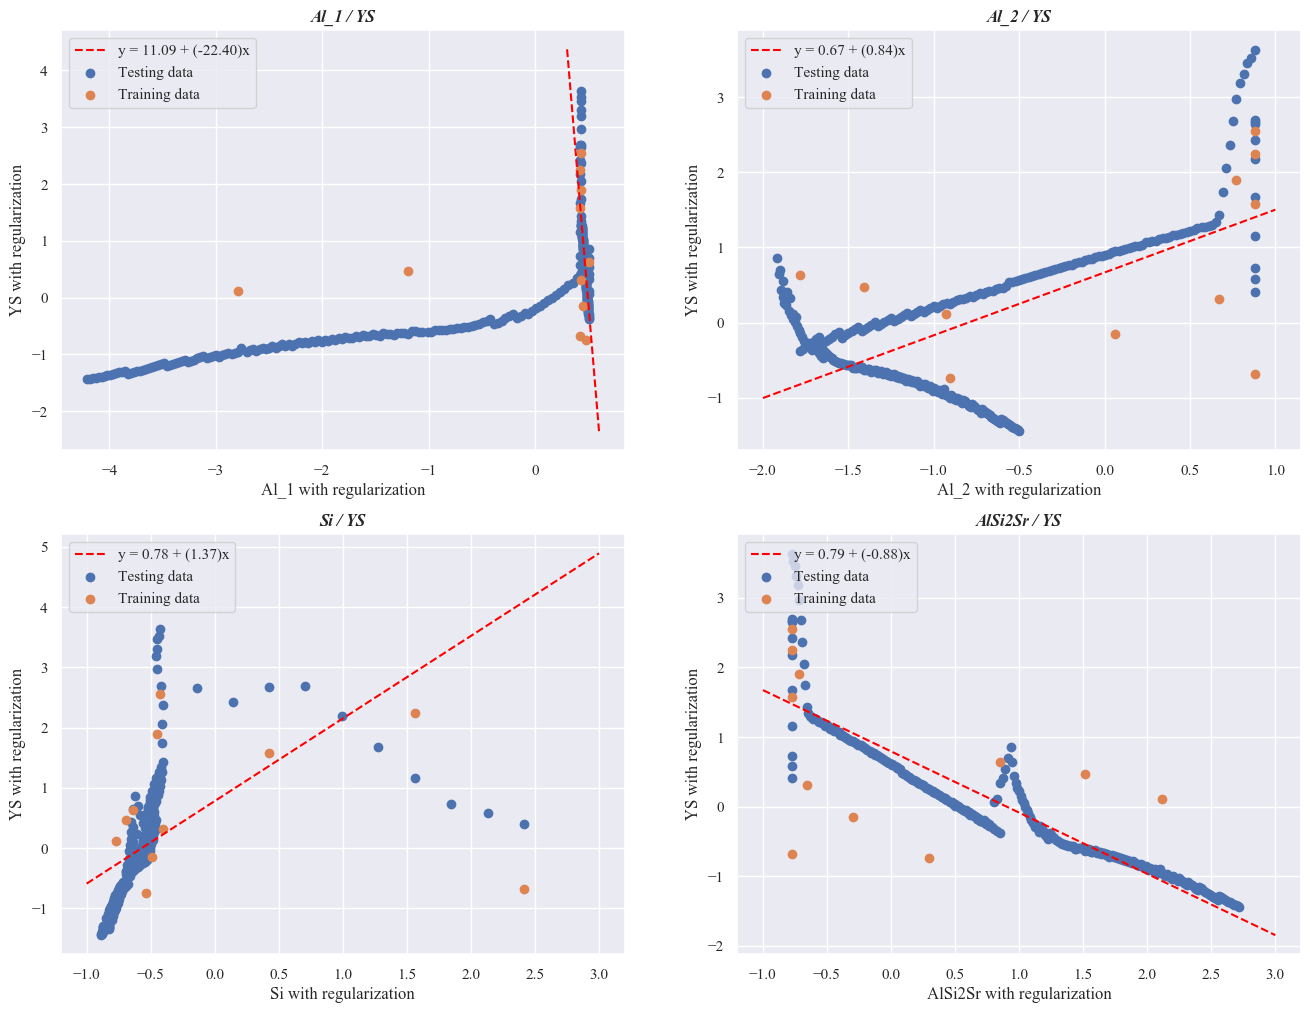 Al_1 / YS
y = 11.09 + (-22.40)x
Testing data
Training data
4
3
2
1
0
−1
−2
YS with regularization
−4
−3
−2
−1
0
Al_1 with regularization
Al_2 / YS
y = 0.67 + (0.84)x
Testing data
Training data
3
2
1
0
−1
YS with regularization
−2.0
−1.5
−1.0
−0.5
0.0
0.5
1.0
Al_2 with regularization
Si / YS
y = 0.78 + (1.37)x
Testing data
Training data
5
4
3
2
1
0
−1
YS with regularization
−1.0
−0.5
0.0
0.5
1.0
1.5
2.0
2.5
3.0
Si with regularization
AlSi2Sr / YS
y = 0.79 + (-0.88)x
Testing data
Training data
3
2
1
0
−1
−2
YS with regularization
−1.0
−0.5
0.0
0.5
1.0
1.5
2.0
2.5
3.0
AlSi2Sr with regularization